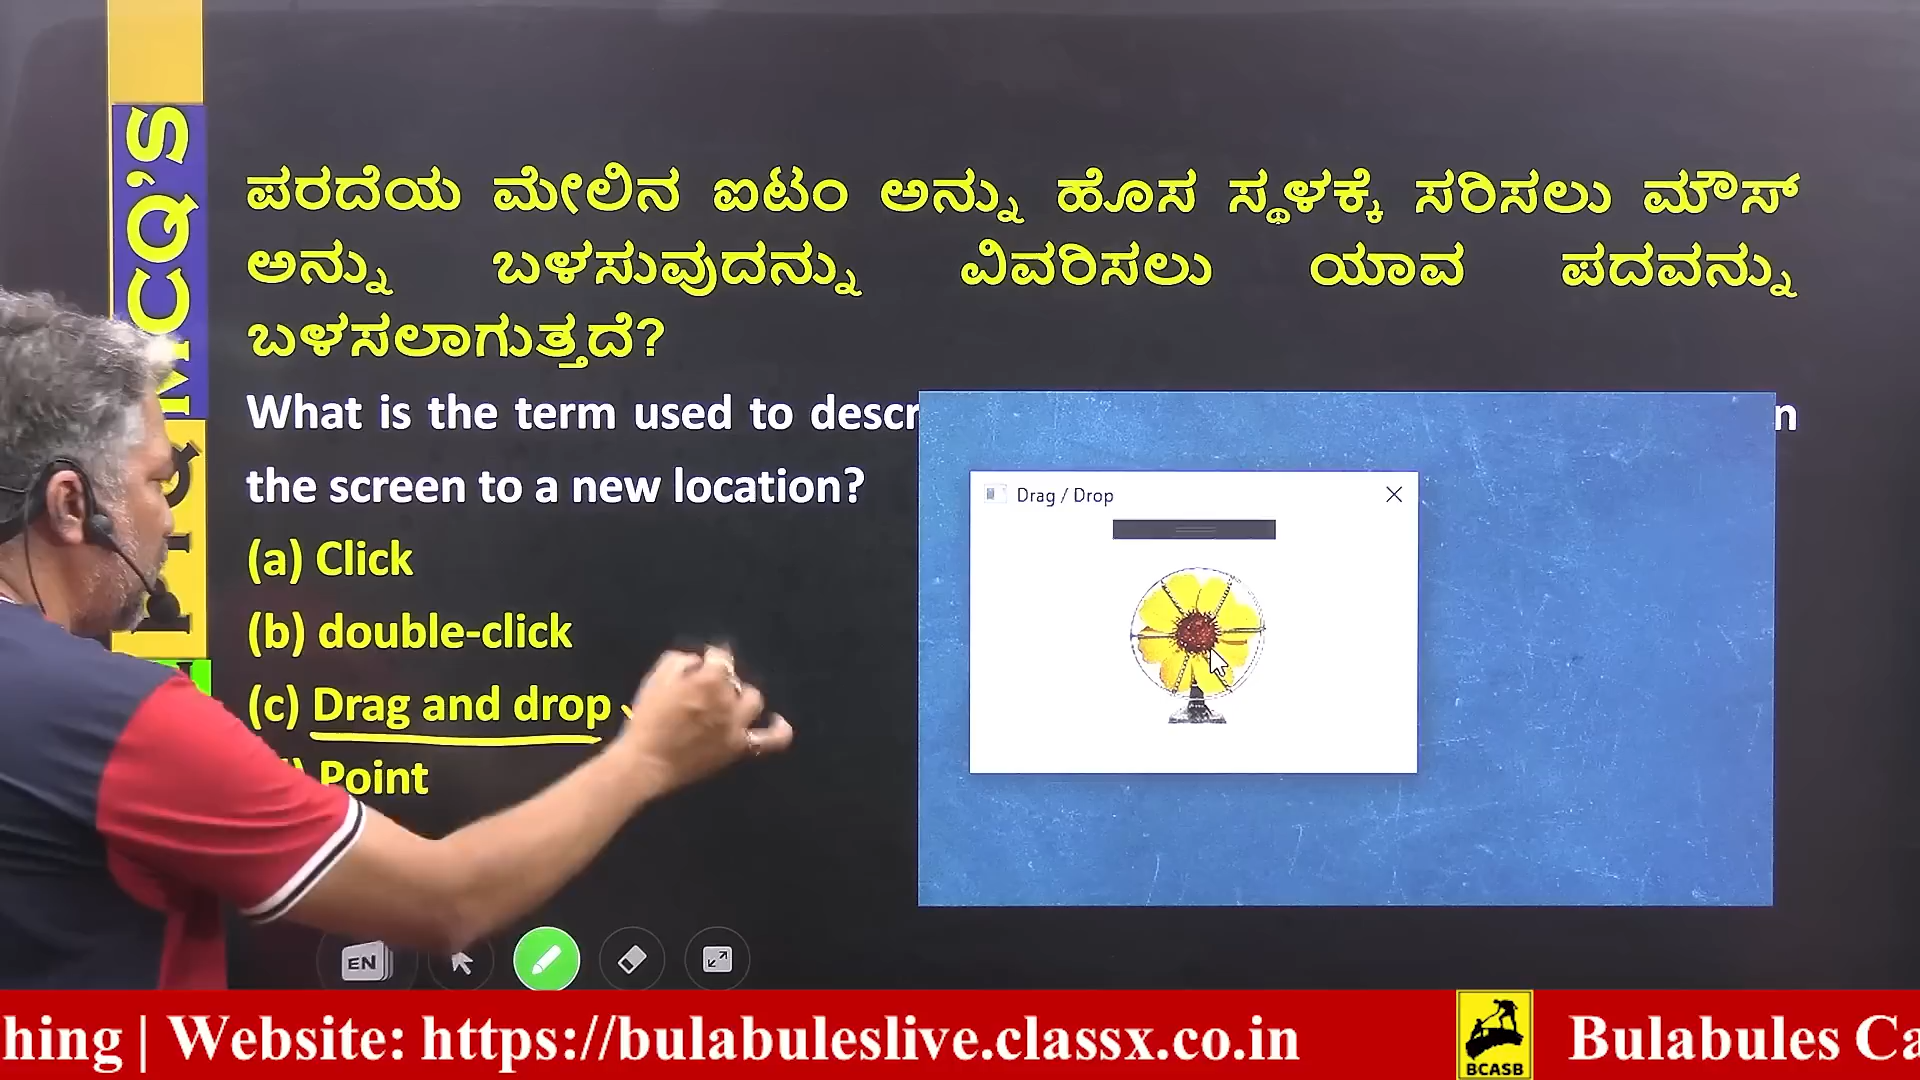 PYQ MCQ'S
ಪರದೆಯ ಮೇಲಿನ ಐಟಂ ಅನ್ನು ಹೊಸ ಸ್ಥಳಕ್ಕೆ ಸರಿಸಲು ಮೌಸ್
ಅನ್ನು ಬಳಸುವುದನ್ನು ವಿವರಿಸಲು ಯಾವ ಪದವನ್ನು
ಬಳಸಲಾಗುತ್ತದೆ?
What is the term used to descr n
the screen to a new location?
(a) Click
(b) double-click
(c) Drag and drop
Point
Drag / Drop
EN
hing | Website: https://bulabuleslive.classx.co.in
BCASB
Bulabules Ca